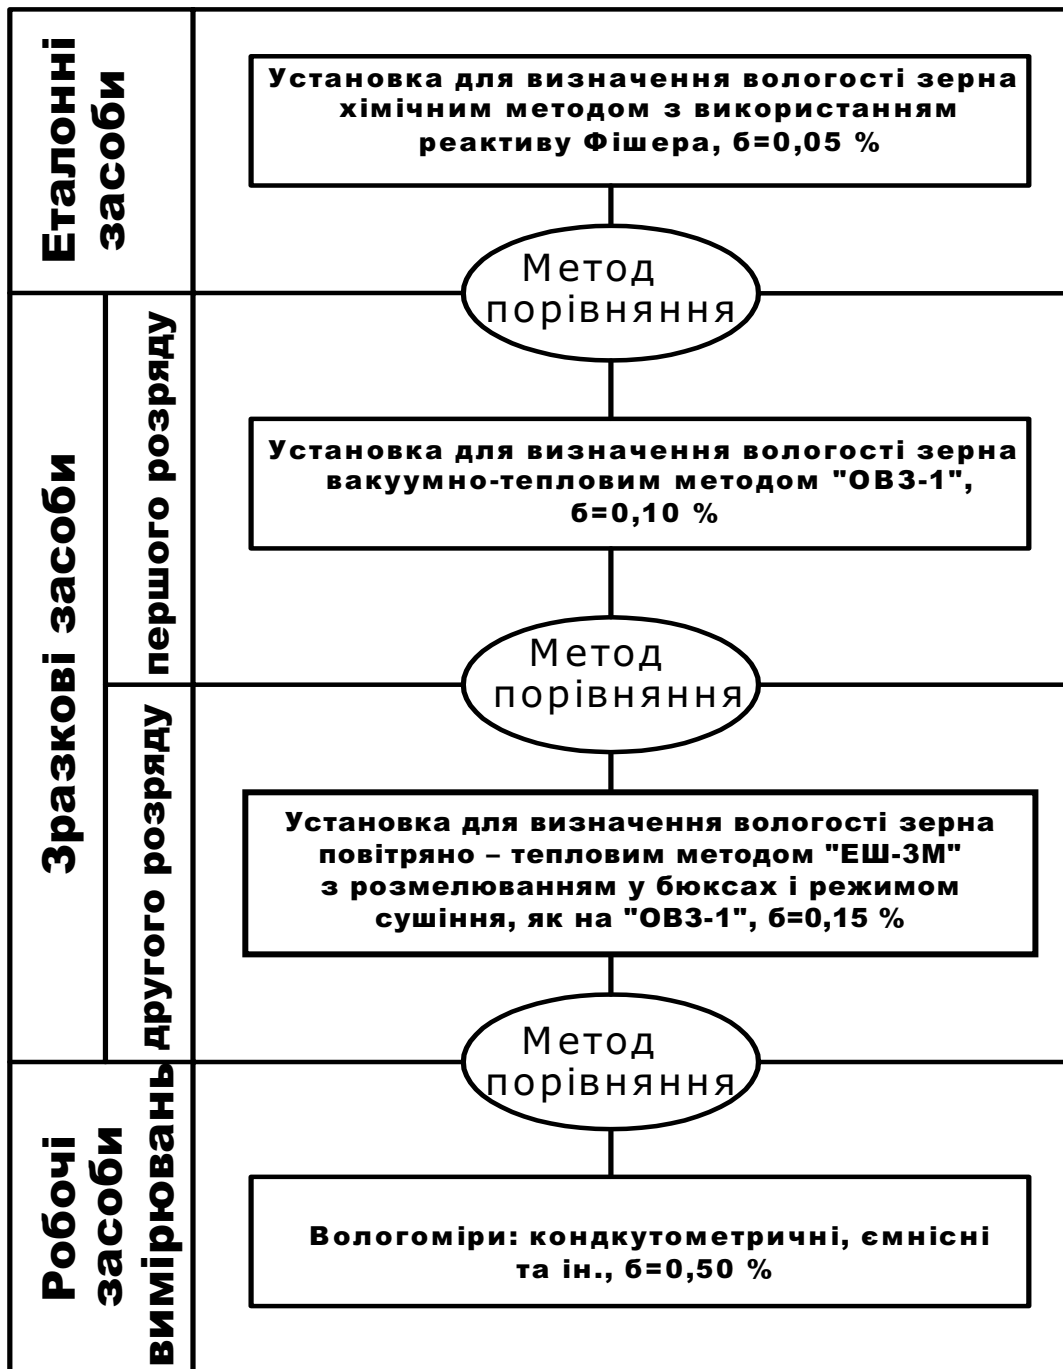 Еталонні
засоби
Установка для визначення вологості зерна
хімічним методом з використанням
реактиву Фішера, б=0,05 %
Метод
порівняння
Зразкові засоби
першого розряду
Установка для визначення вологості зерна
вакуумно-тепловим методом "ОВЗ-1",
б=0,10 %
Метод
порівняння
другого розряду
Установка для визначення вологості зерна
повітряно – тепловим методом "ЕШ-3М"
з розмелюванням у бюксах і режимом
сушіння, як на "ОВЗ-1", б=0,15 %
Метод
порівняння
Робочі
засоби
вимірювань
Вологоміри: кондкутометричні, ємнісні
та ін., б=0,50 %